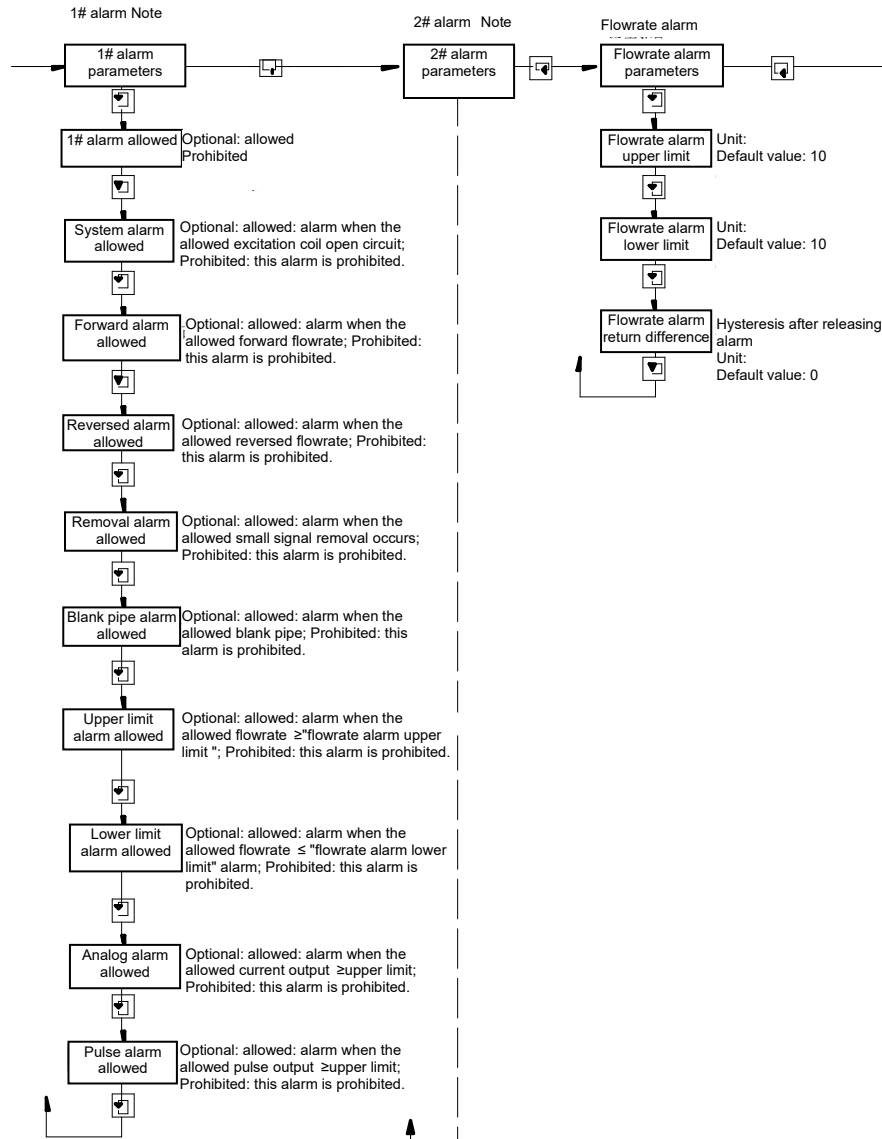 1# alarm Note
1# alarm
parameters
1# alarm allowed
Optional: allowed
Prohibited
System alarm
allowed
Optional: allowed: alarm when the
allowed excitation coil open circuit;
Prohibited: this alarm is prohibited.
Forward alarm
allowed
Optional: allowed: alarm when the
allowed forward flowrate; Prohibited:
this alarm is prohibited.
Reversed alarm
allowed
Optional: allowed: alarm when the
allowed reversed flowrate; Prohibited:
this alarm is prohibited.
Removal alarm
allowed
Optional: allowed: alarm when the
allowed small signal removal occurs;
Prohibited: this alarm is prohibited.
Blank pipe alarm
allowed
Optional: allowed: alarm when the
allowed blank pipe; Prohibited: this
alarm is prohibited.
Upper limit
alarm allowed
Optional: allowed: alarm when the
allowed flowrate ≥"flowrate alarm upper
limit "; Prohibited: this alarm is prohibited.
Lower limit
alarm allowed
Optional: allowed: alarm when the
allowed flowrate ≤ "flowrate alarm lower
limit" alarm; Prohibited: this alarm is
prohibited.
Analog alarm
allowed
Optional: allowed: alarm when the
allowed current output ≥upper limit;
Prohibited: this alarm is prohibited.
Pulse alarm
allowed
Optional: allowed: alarm when the
allowed pulse output ≥upper limit;
Prohibited: this alarm is prohibited.
2# alarm Note
2# alarm
parameters
Flowrate alarm
Flowrate alarm
parameters
Flowrate alarm
upper limit
Unit:
Default value: 10
Flowrate alarm
lower limit
Unit:
Default value: 10
Flowrate alarm
return difference
Hysteresis after releasing
alarm
Unit:
Default value: 0